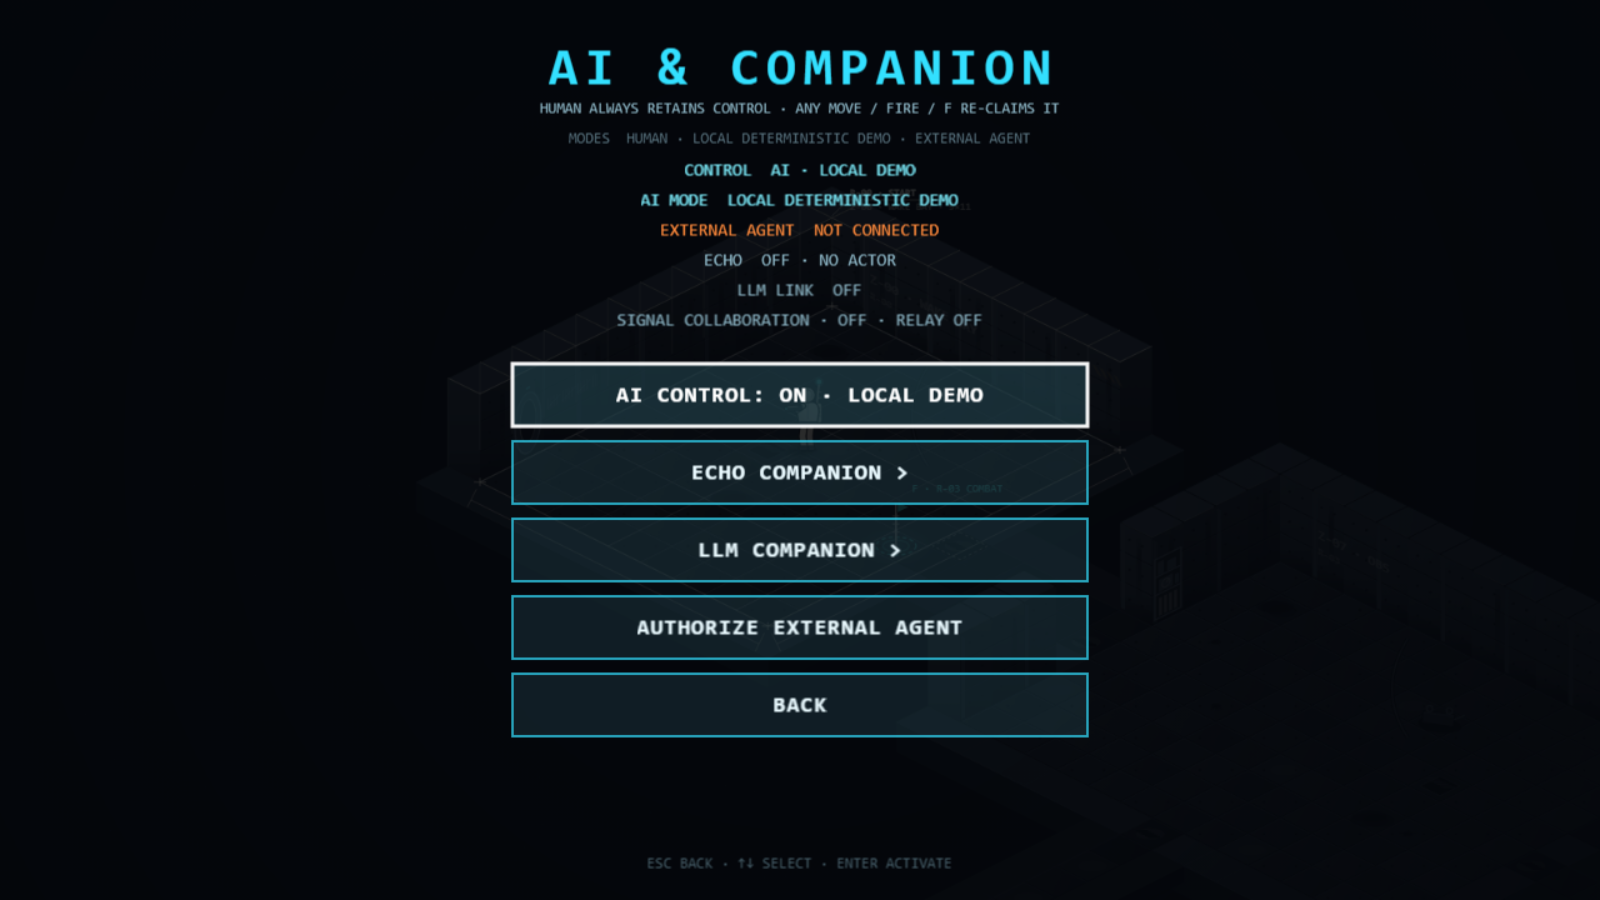 AI & COMPANION
HUMAN ALWAYS RETAINS CONTROL · ANY MOVE / FIRE / F RE-CLAIMS IT
MODES  HUMAN · LOCAL DETERMINISTIC DEMO · EXTERNAL AGENT
CONTROL  AI · LOCAL DEMO
AI MODE  LOCAL DETERMINISTIC DEMO
EXTERNAL AGENT  NOT CONNECTED
ECHO  OFF · NO ACTOR
LLM LINK  OFF
SIGNAL COLLABORATION · OFF · RELAY OFF
AI CONTROL: ON · LOCAL DEMO
ECHO COMPANION >
F · R-03 COMBAT
LLM COMPANION >
AUTHORIZE EXTERNAL AGENT
BACK
ESC BACK · ↑↓ SELECT · ENTER ACTIVATE